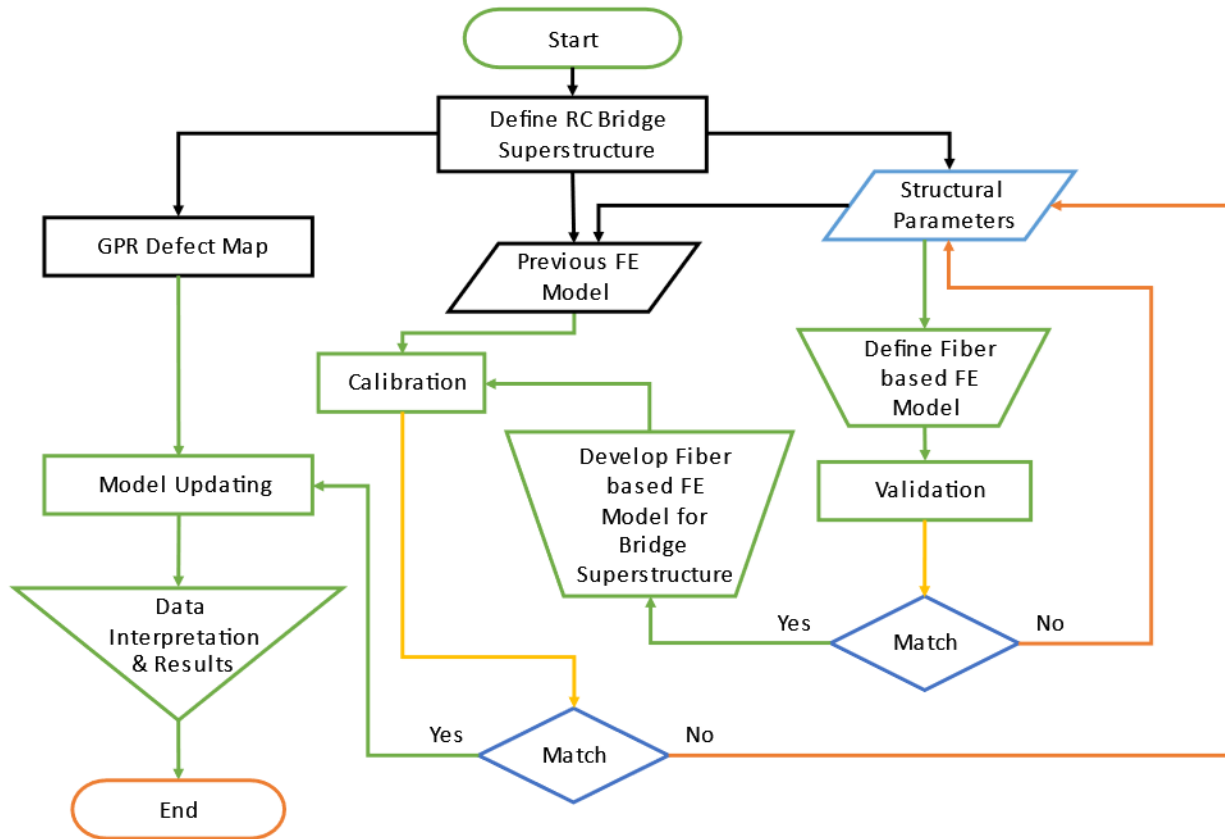 Start
Define RC Bridge
Superstructure
Structural
Parameters
GPR Defect Map
Previous FE
Model
Define Fiber
based FE
Model
Calibration
Develop Fiber
based FE
Model for
Bridge
Superstructure
Model Updating
Validation
Data
Interpretation
& Results
Yes
Match
No
Yes
Match
No
End